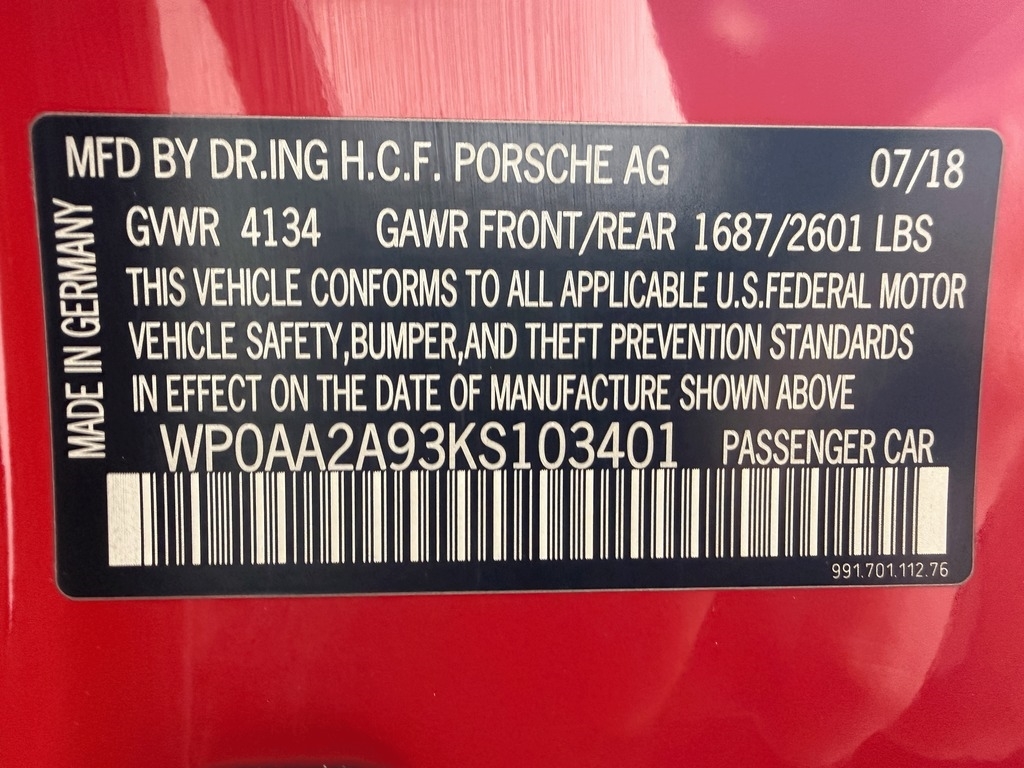 MFD BY DR.ING H.C.F. PORSCHE AG 07/18
GVWR 4134 GAWR FRONT/REAR 1687/2601 LBS
THIS VEHICLE CONFORMS TO ALL APPLICABLE U.S.FEDERAL MOTOR
VEHICLE SAFETY,BUMPER,AND THEFT PREVENTION STANDARDS
IN EFFECT ON THE DATE OF MANUFACTURE SHOWN ABOVE
WP0AA2A93KS103401 PASSENGER CAR
991.701.112.76
MADE IN GERMANY